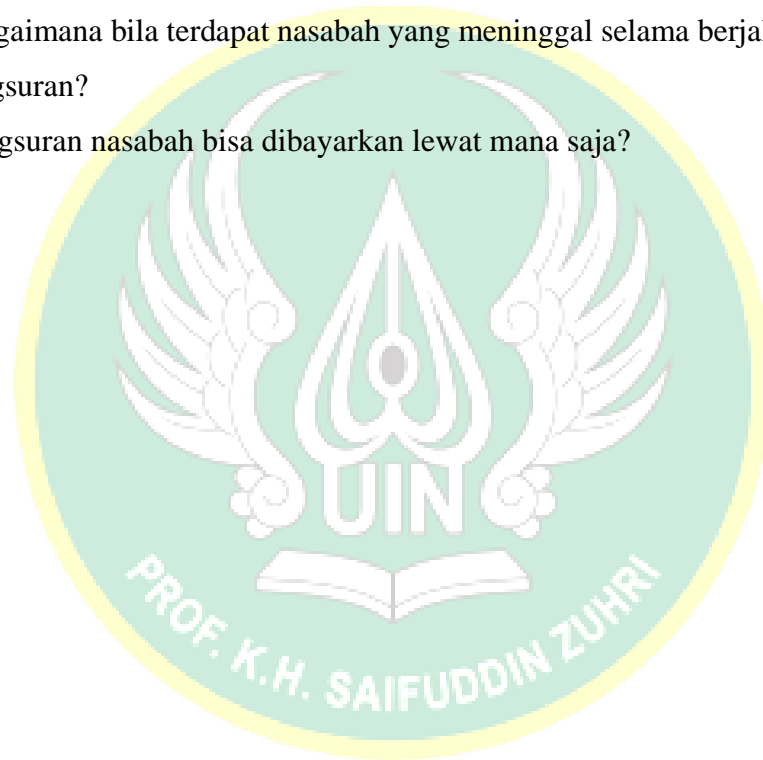 gaimana bila terdapat nasabah yang meninggal selama berjal
gsuran?
gsuran nasabah bisa dibayarkan lewat mana saja?
UIN
PROF. K.H. SAIFUDDIN ZUHRI